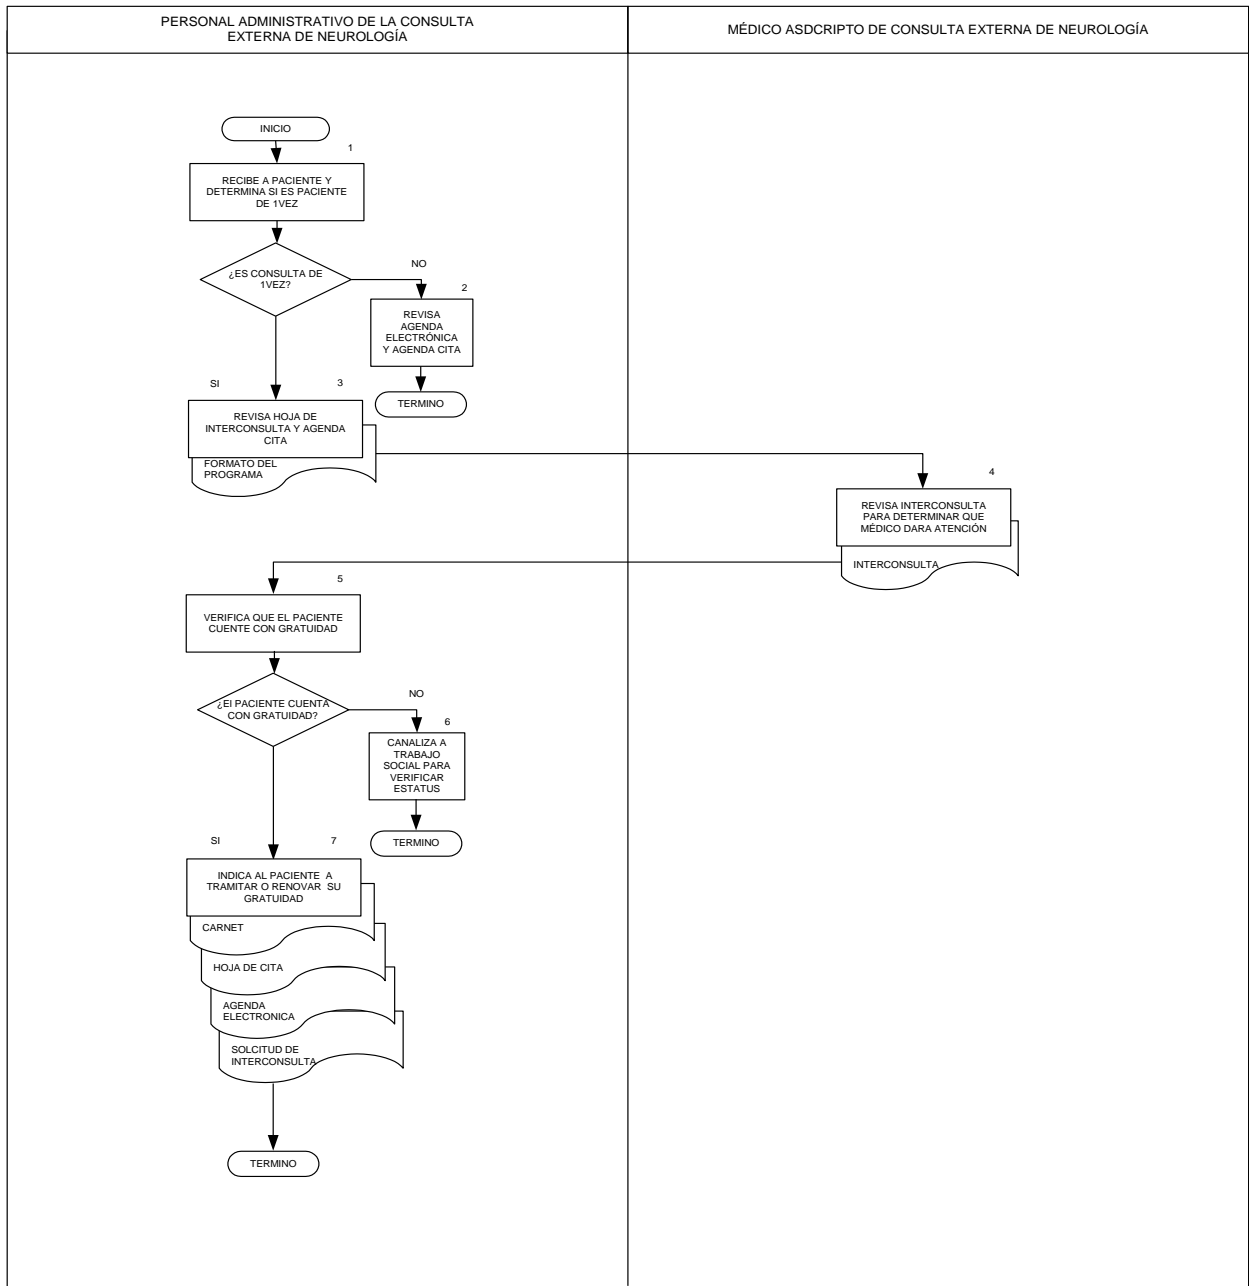 PERSONAL ADMINISTRATIVO DE LA CONSULTA
EXTERNA DE NEUROLOGÍA
MÉDICO ASDCRIPTO DE CONSULTA EXTERNA DE NEUROLOGÍA
INICIO
1
RECIBE A PACIENTE Y
DETERMINA SI ES PACIENTE
DE 1VEZ
¿ES CONSULTA DE
1VEZ?
NO
2
REVISA
AGENDA
ELECTRÓNICA
Y AGENDA CITA
TERMINO
SI
3
REVISA HOJA DE
INTERCONSULTA Y AGENDA
CITA
FORMATO DEL
PROGRAMA
4
REVISA INTERCONSULTA
PARA DETERMINAR QUE
MÉDICO DARA ATENCIÓN
INTERCONSULTA
5
VERIFICA QUE EL PACIENTE
CUENTE CON GRATUIDAD
¿El PACIENTE CUENTA
CON GRATUIDAD?
NO
6
CANALIZA A
TRABAJO
SOCIAL PARA
VERIFICAR
ESTATUS
TERMINO
SI
7
INDICA AL PACIENTE A
TRAMITAR O RENOVAR SU
GRATUIDAD
CARNET
HOJA DE CITA
AGENDA
ELECTRONICA
SOLCITUD DE
INTERCONSULTA
TERMINO